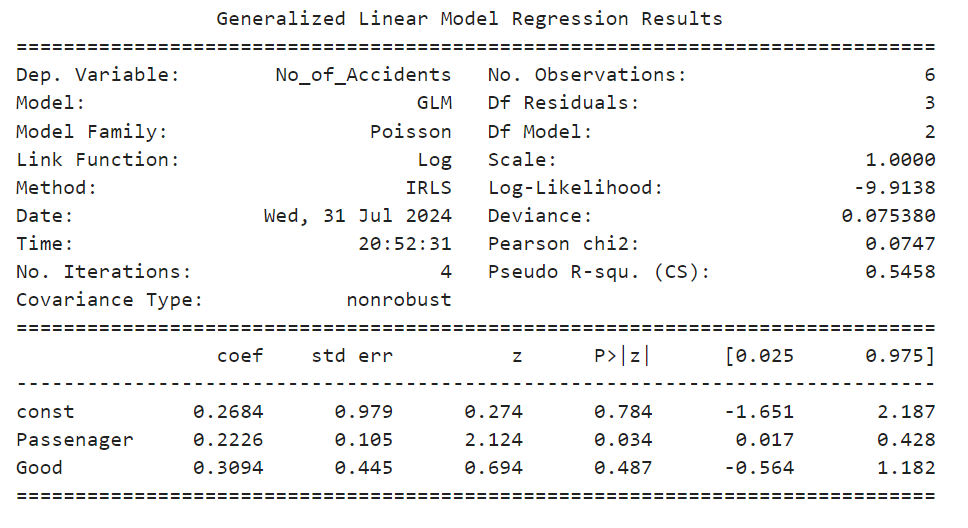 Generalized Linear Model Regression Results
==============================================================================
Dep. Variable: No_of_Accidents No. Observations: 6
Model: GLM Df Residuals: 3
Model Family: Poisson Df Model: 2
Link Function: Log Scale: 1.0000
Method: IRLS Log-Likelihood: -9.9138
Date: Wed, 31 Jul 2024 Deviance: 0.075380
Time: 20:52:31 Pearson chi2: 0.0747
No. Iterations: 4 Pseudo R-squ. (CS): 0.5458
Covariance Type: nonrobust
==============================================================================
coef std err z P>|z| [0.025 0.975]
------------------------------------------------------------------------------
const 0.2684 0.979 0.274 0.784 -1.651 2.187
Passenager 0.2226 0.105 2.124 0.034 0.017 0.428
Good 0.3094 0.445 0.694 0.487 -0.564 1.182
==============================================================================